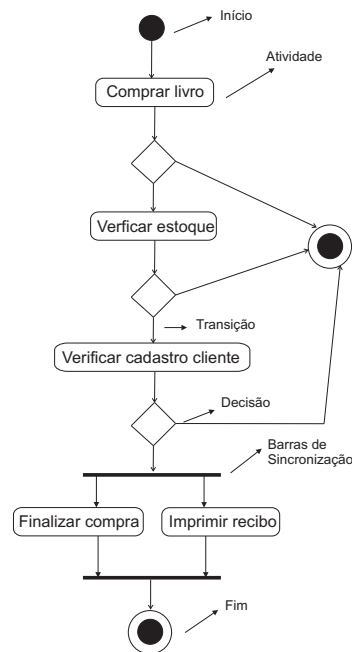 Início
Atividade
Comprar livro
Verficar estoque
Transição
Verificar cadastro cliente
Decisão
Barras de
Sincronização
Finalizar compra
Imprimir recibo
Fim